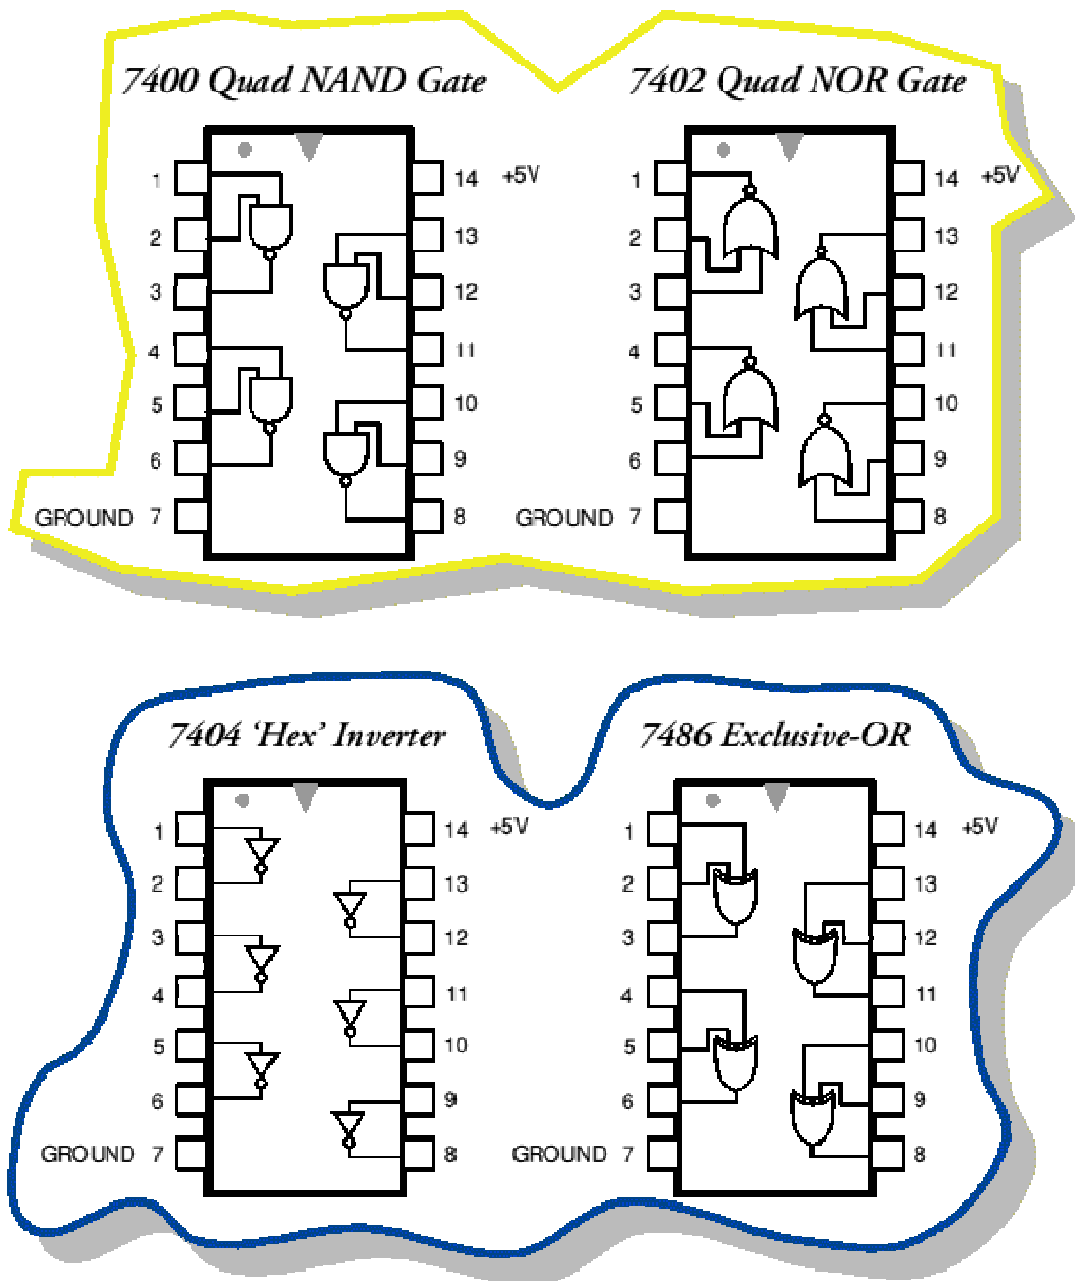 7400 Quad NAND Gate
1 14 +5V
2 13
3 12
4 11
5 10
6 9
GROUND 7 8
7402 Quad NOR Gate
1 14 +5V
2 13
3 12
4 11
5 10
6 9
GROUND 7 8
7404 ‘Hex’ Inverter
1 14 +5V
2 13
3 12
4 11
5 10
6 9
GROUND 7 8
7486 Exclusive-OR
1 14 +5V
2 13
3 12
4 11
5 10
6 9
GROUND 7 8